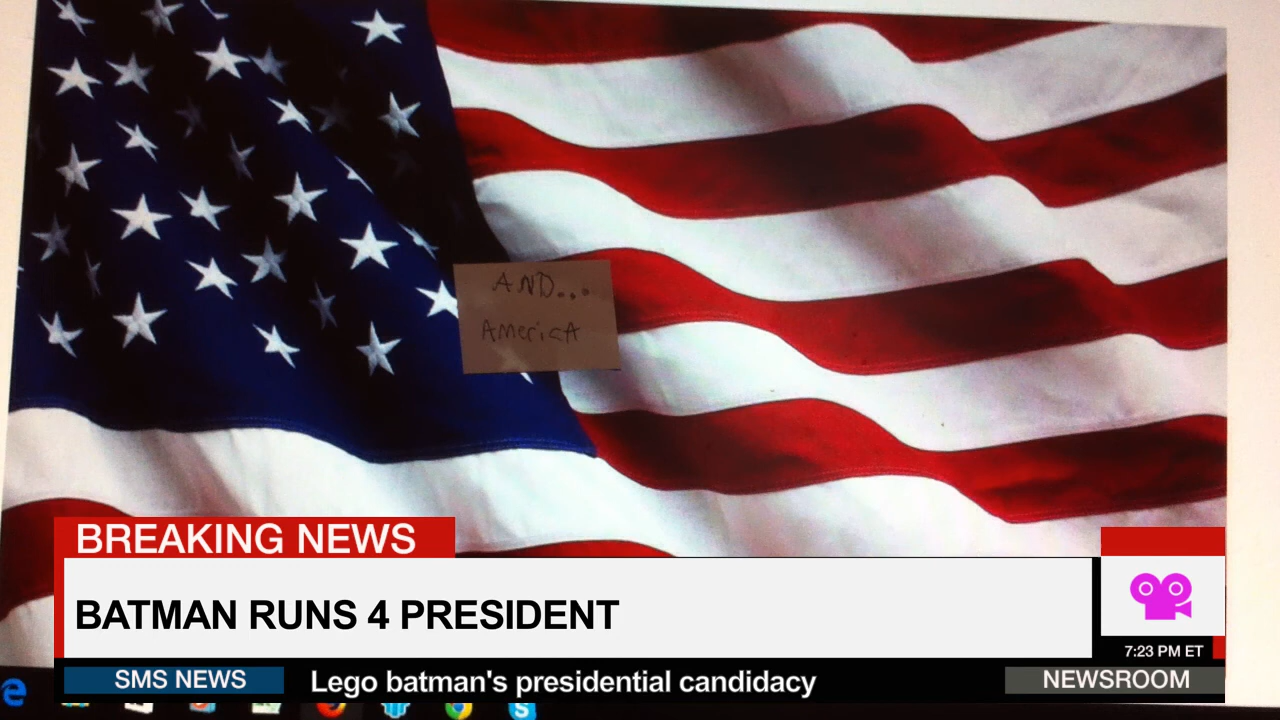 AND...
AmericA
BREAKING NEWS
BATMAN RUNS 4 PRESIDENT
7:23 PM ET
SMS NEWS
Lego batman's presidential candidacy
NEWSROOM